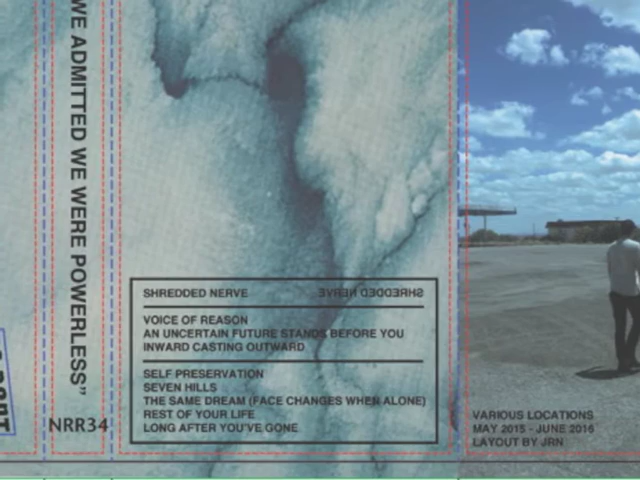 WE ADMITTED WE WERE POWERLESS”
NRR34
SHREDDED NERVE
SHREDDED NERVE
VOICE OF REASON
AN UNCERTAIN FUTURE STANDS BEFORE YOU
INWARD CASTING OUTWARD
SELF PRESERVATION
SEVEN HILLS
THE SAME DREAM (FACE CHANGES WHEN ALONE)
REST OF YOUR LIFE
LONG AFTER YOU'VE GONE
VARIOUS LOCATIONS
MAY 2015 - JUNE 2016
LAYOUT BY JRN